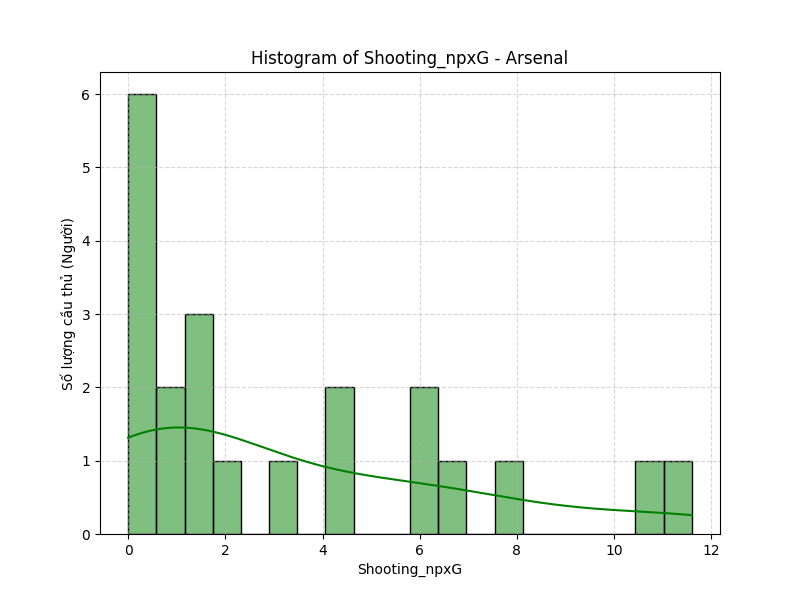 Histogram of Shooting_npxG - Arsenal
Số lượng cầu thủ (Người)
6
5
4
3
2
1
0
0 2 4 6 8 10 12
Shooting_npxG